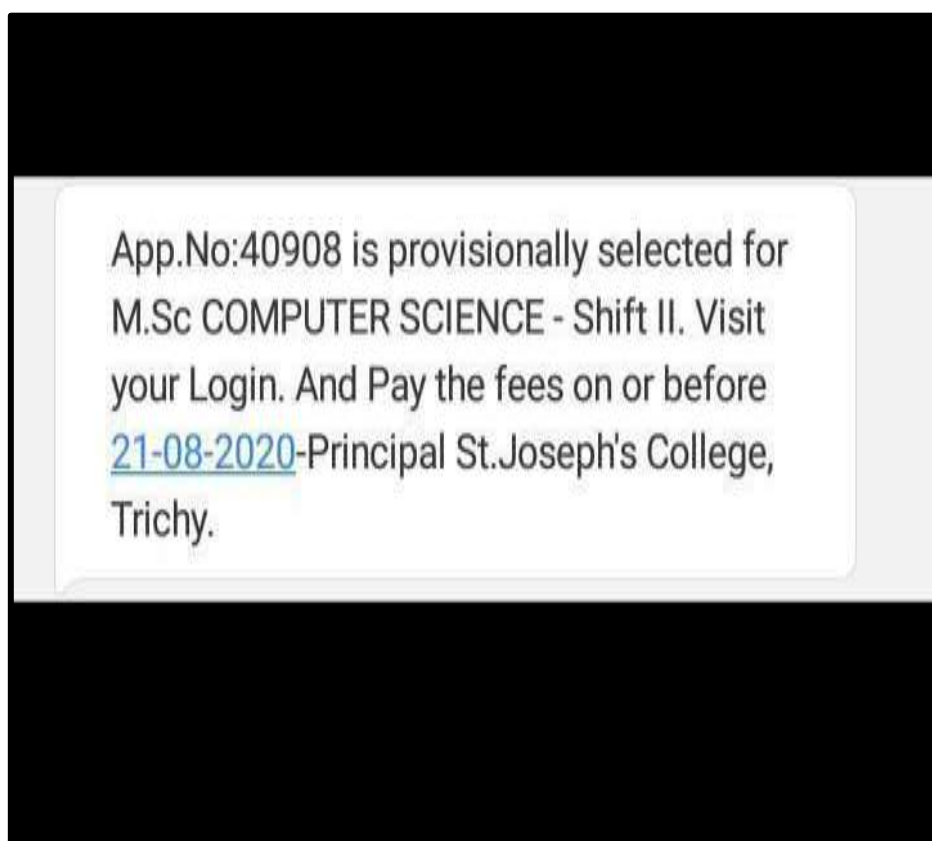 App.No:40908 is provisionally selected for
M.Sc COMPUTER SCIENCE - Shift II. Visit
your Login. And Pay the fees on or before
21-08-2020-Principal St.Joseph's College,
Trichy.